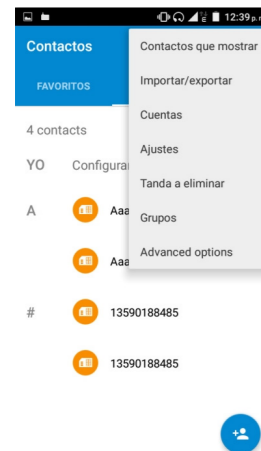 12:39 p.
Contactos
Contactos que mostrar
FAVORITOS
Importar/exportar
4 contacts
Cuentas
YO
Ajustes
A
Aaa
Tanda a eliminar
Aaa
Grupos
Advanced options
#
13590188485
13590188485